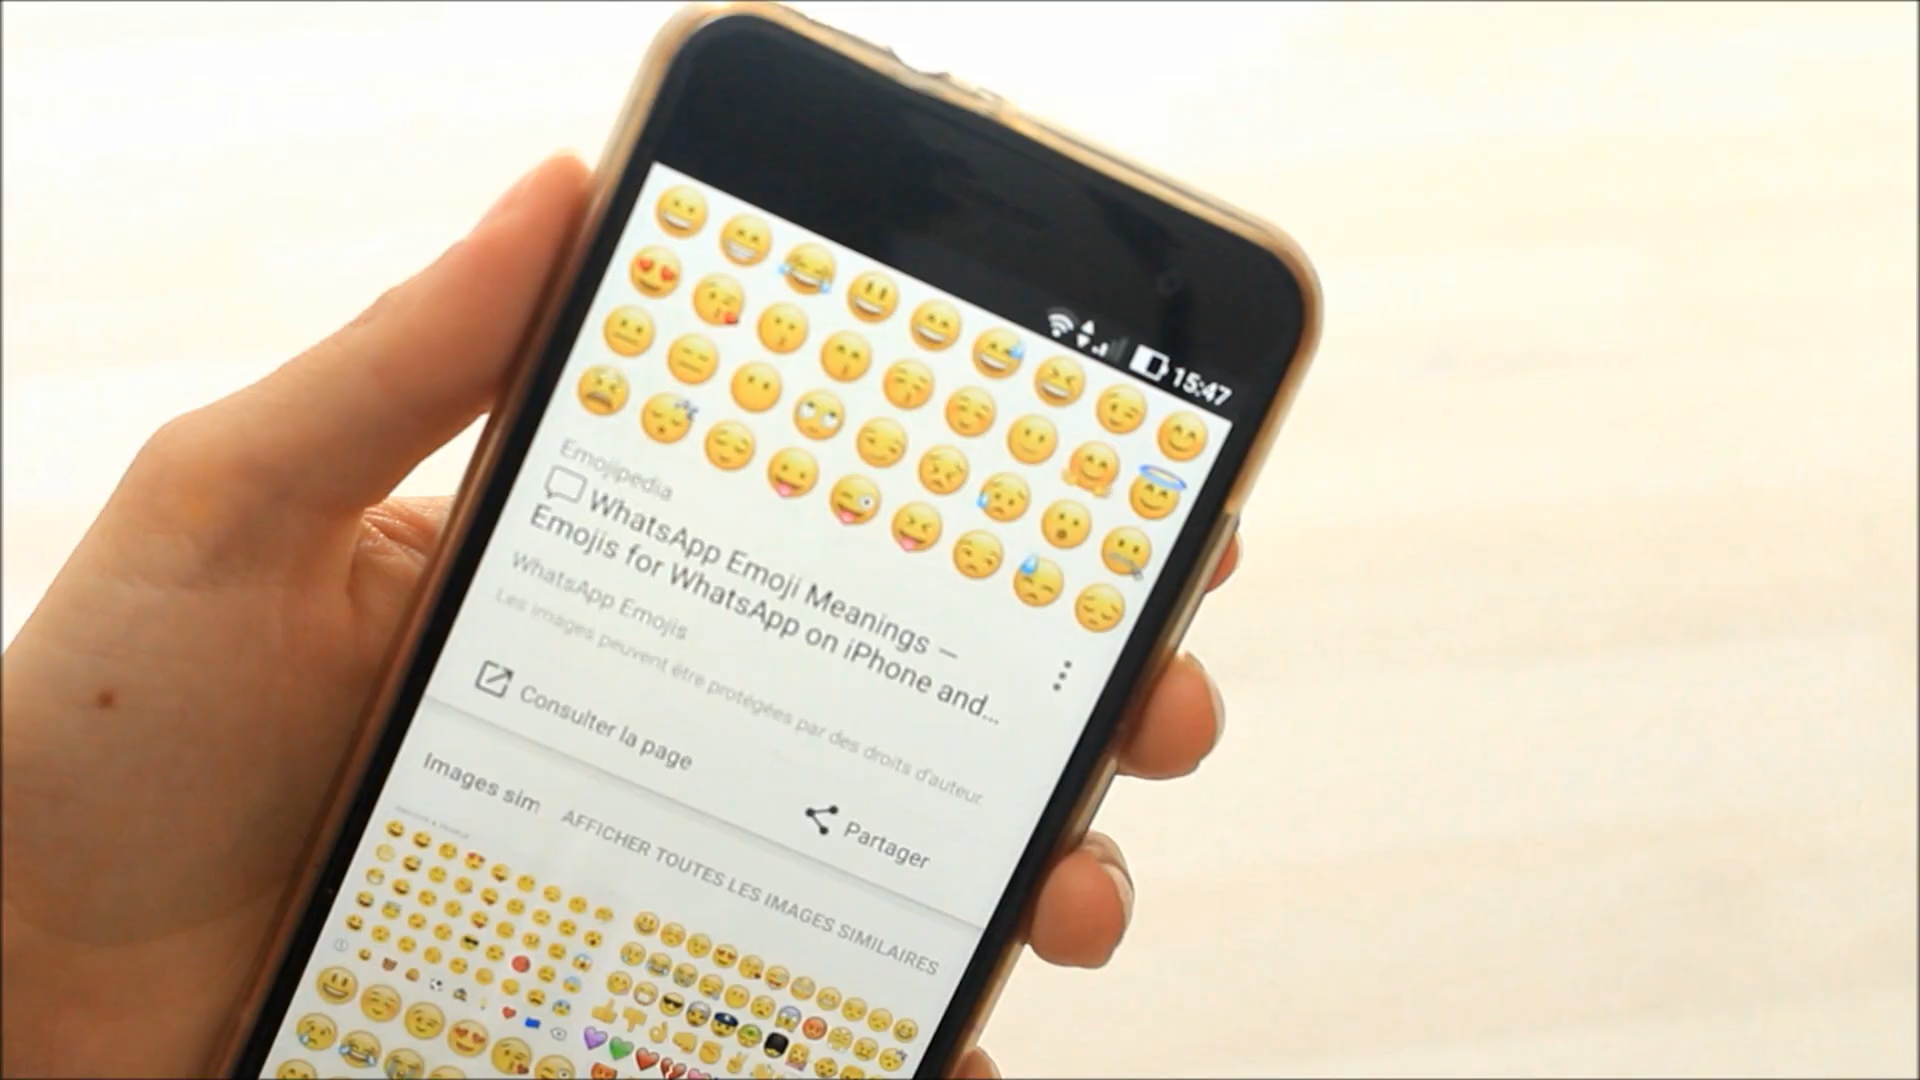 15:47
Emojipedia
WhatsApp Emoji Meanings —
Emojis for WhatsApp on iPhone and...
WhatsApp Emojis
Les images peuvent être protégées par des droits d'auteur.
Consulter la page
Partager
Images sim
AFFICHER TOUTES LES IMAGES SIMILAIRES